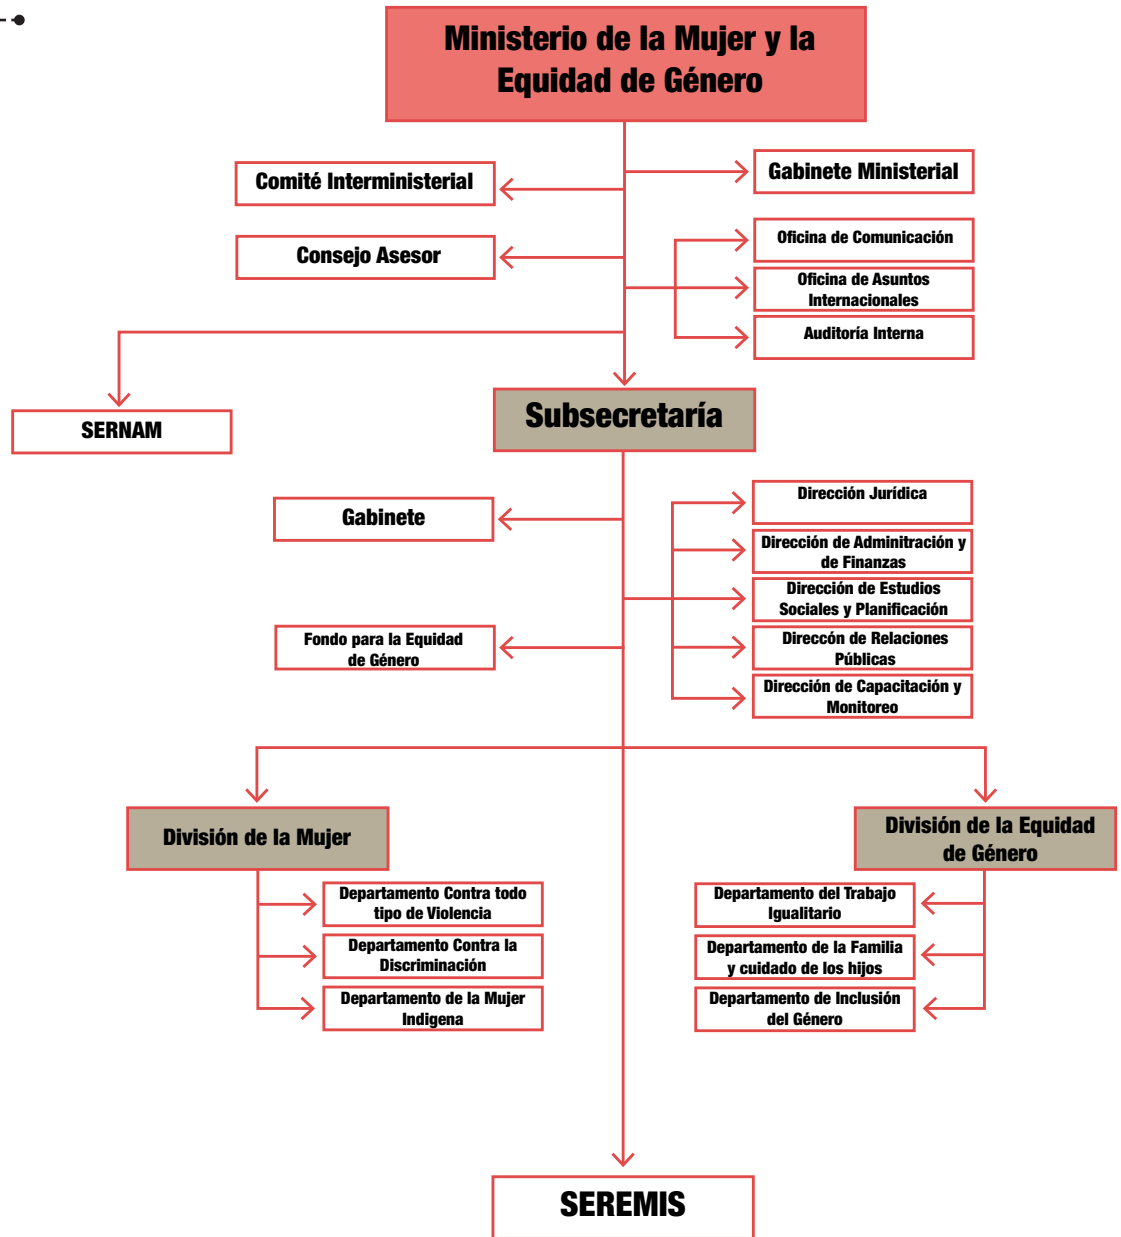 Ministerio de la Mujer y la
Equidad de Género
Comité Interministerial
Gabinete Ministerial
Consejo Asesor
Oficina de Comunicación
Oficina de Asuntos
Internacionales
Auditoría Interna
SERNAM
Subsecretaría
Gabinete
Dirección Jurídica
Dirección de Adminitración y
de Finanzas
Dirección de Estudios
Sociales y Planificación
Fondo para la Equidad
de Género
Direccón de Relaciones
Públicas
Dirección de Capacitación y
Monitoreo
División de la Mujer
División de la Equidad
de Género
Departamento Contra todo
tipo de Violencia
Departamento Contra la
Discriminación
Departamento de la Mujer
Indigena
Departamento del Trabajo
Igualitario
Departamento de la Familia
y cuidado de los hijos
Departamento de Inclusión
del Género
SEREMIS